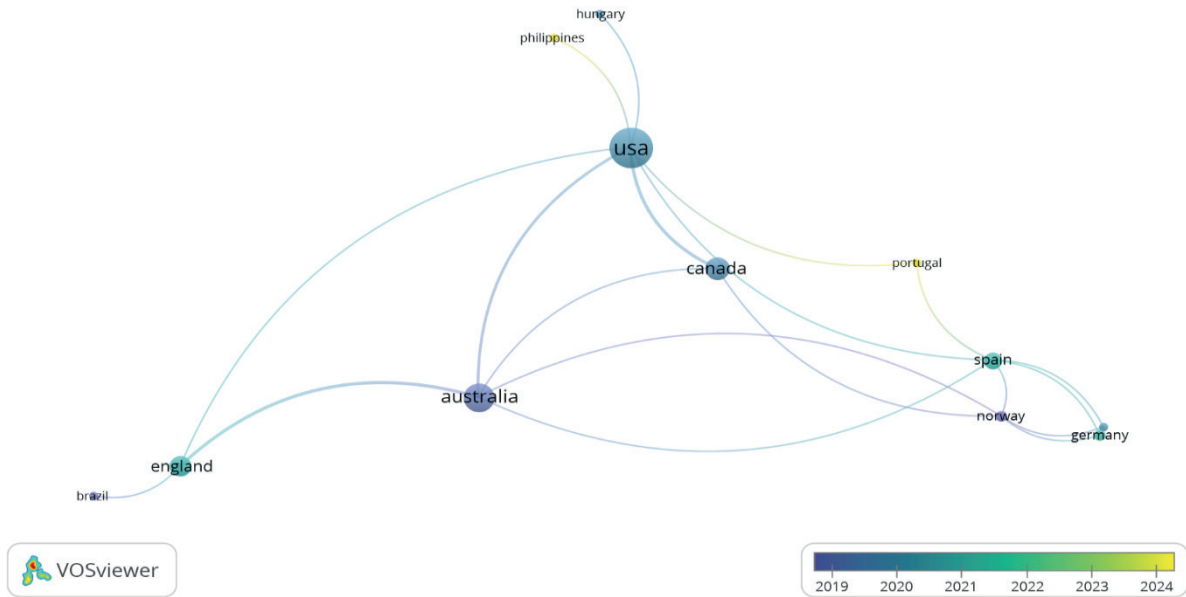 hungary
philippines
usa
canada
portugal
spain
australia
norway
germany
england
brazil
VOSviewer
2019 2020 2021 2022 2023 2024